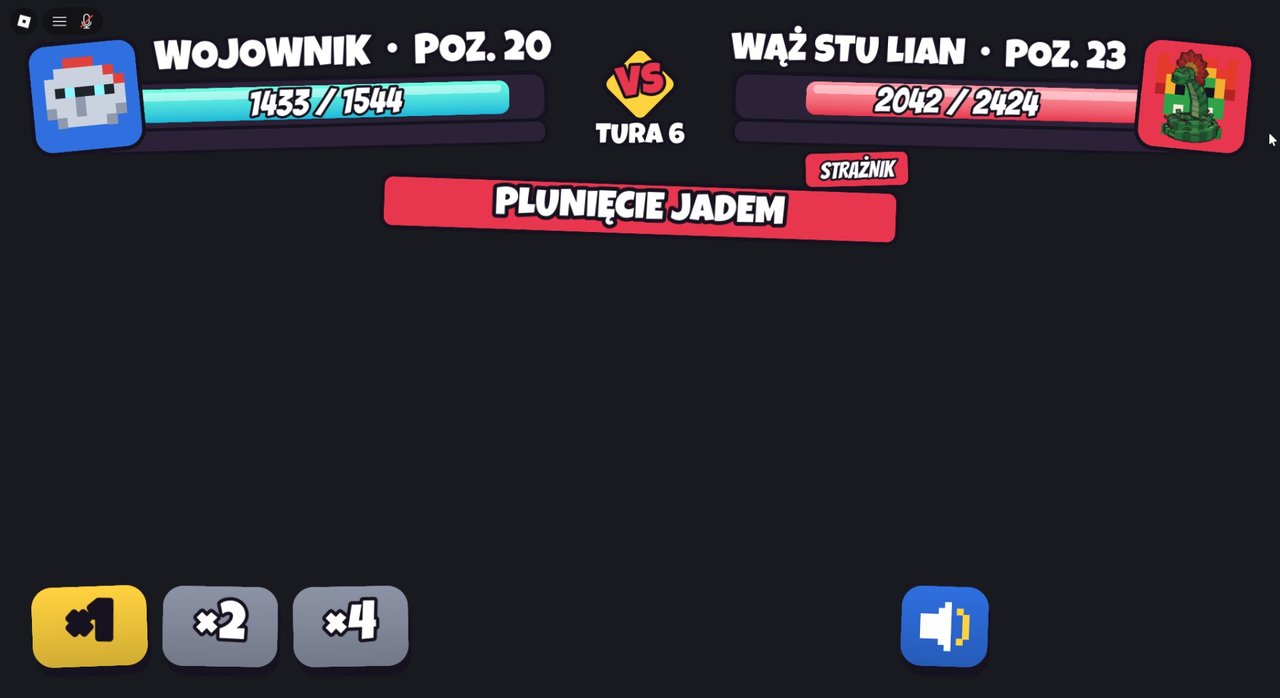 WOJOWNIK • POZ. 20
1433 / 1544
VS
TURA 6
WĄŻ STU LIAN • POZ. 23
2042 / 2424
STRAŻNIK
PLUNIĘCIE JADEM
×1
×2
×4